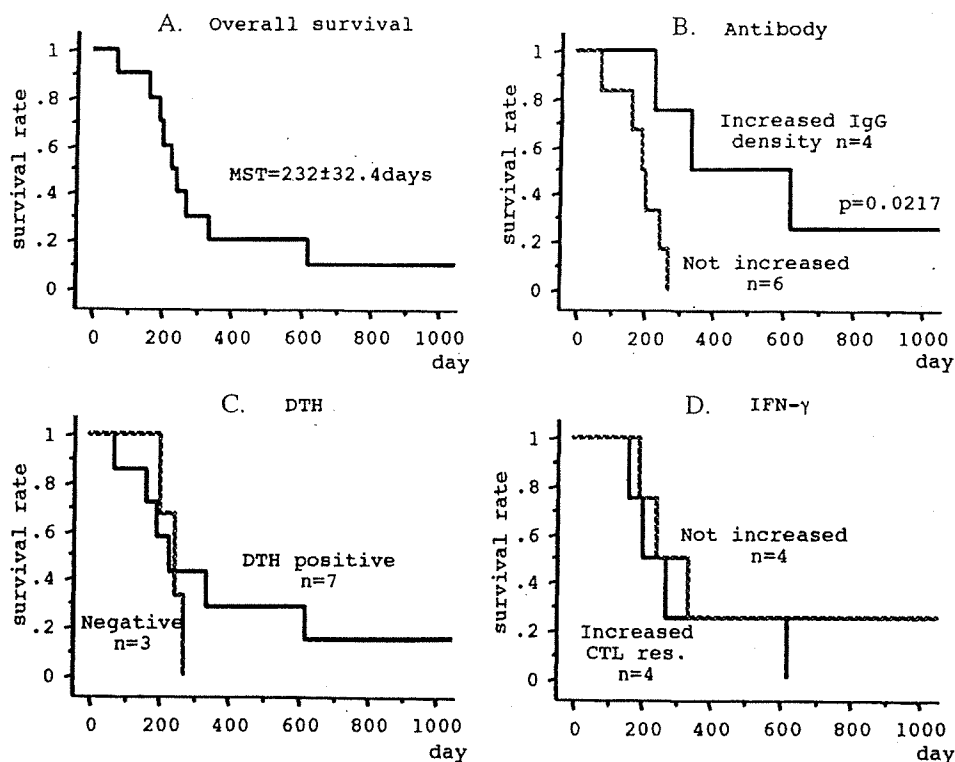 A. Overall survival
survival rate
1
.8
.6
.4
.2
0
MST=232±32.4days
0 200 400 600 800 1000
day
B. Antibody
survival rate
1
.8
.6
.4
.2
0
Increased IgG
density n=4
p=0.0217
Not increased
n=6
0 200 400 600 800 1000
day
C. DTH
survival rate
1
.8
.6
.4
.2
0
DTH positive
n=7
Negative
n=3
0 200 400 600 800 1000
day
D. IFN-γ
survival rate
1
.8
.6
.4
.2
0
Not increased
n=4
Increased
CTL res.
n=4
0 200 400 600 800 1000
day